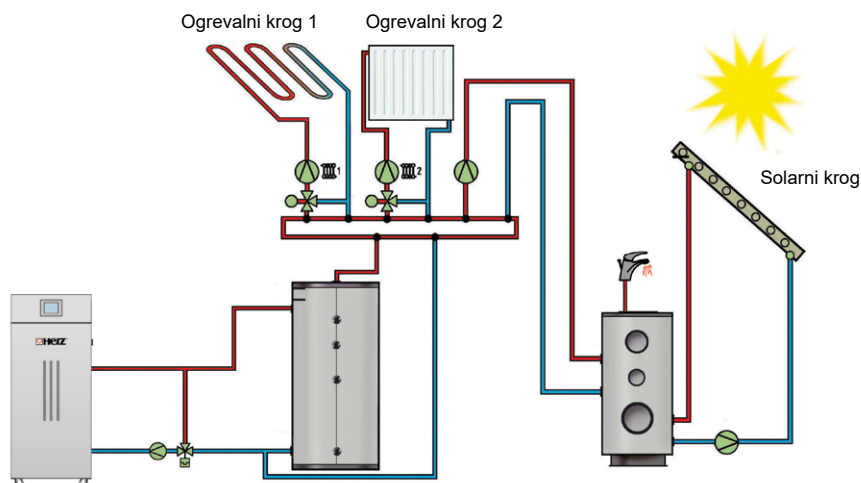 Ogrevalni krog 1
Ogrevalni krog 2
1
2
Solarni krog
HERZ